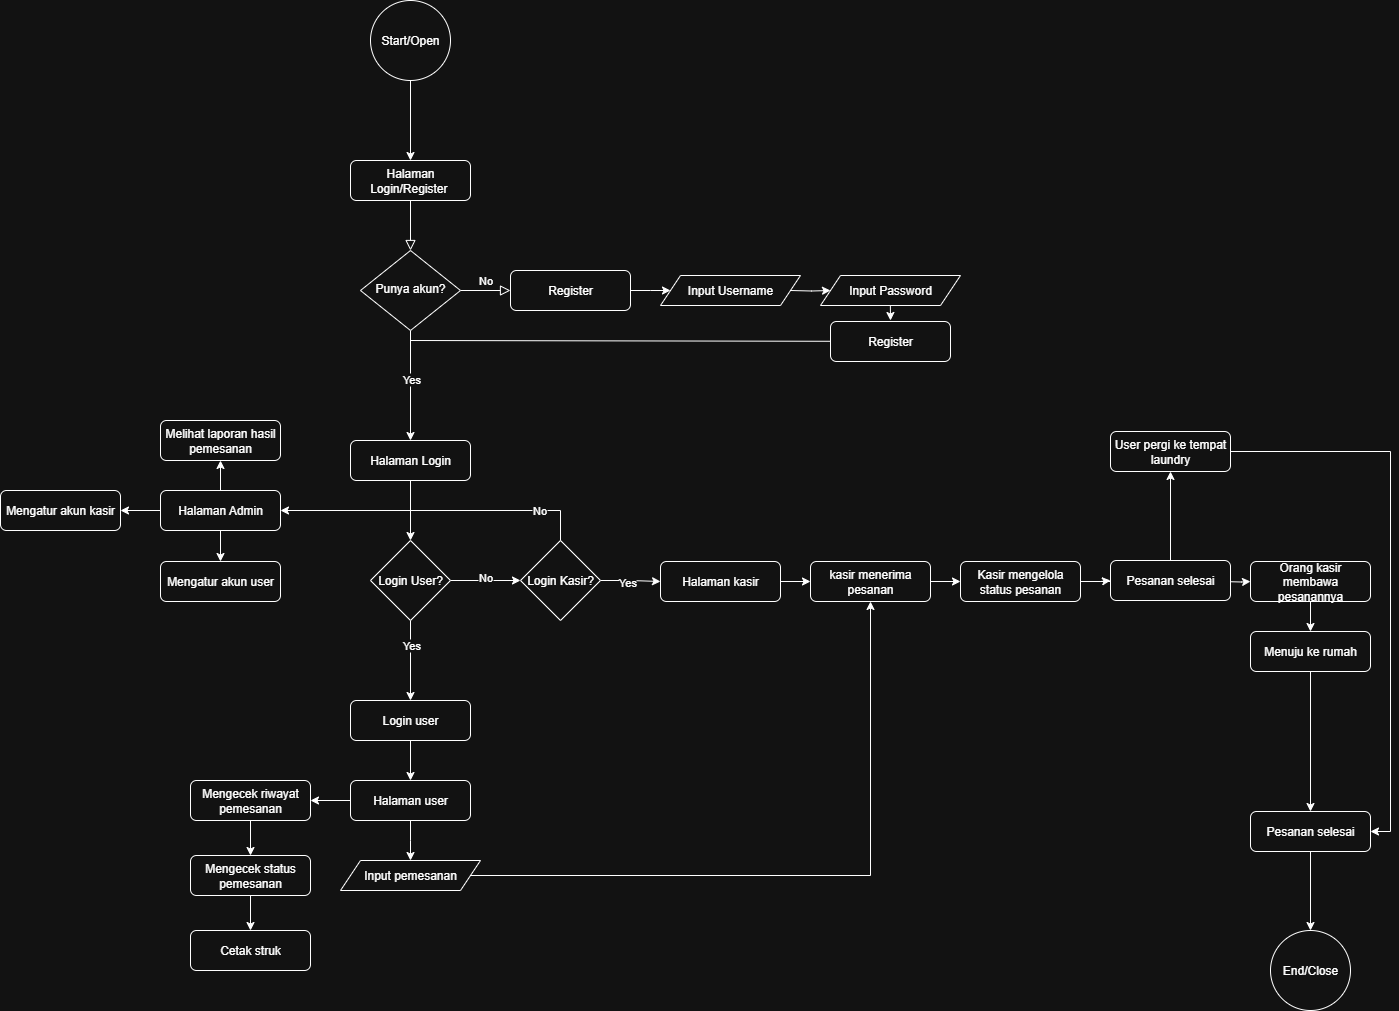 Start/Open
Halaman
Login/Register
Punya akun?
No
Register
Input Username
Input Password
Register
Yes
Melihat laporan hasil
pemesanan
Halaman Login
User pergi ke tempat
laundry
Mengatur akun kasir
Halaman Admin
No
Mengatur akun user
Login User?
No
Login Kasir?
Yes
Halaman kasir
kasir menerima
pesanan
Kasir mengelola
status pesanan
Pesanan selesai
Orang kasir
membawa
pesanannya
Yes
Menuju ke rumah
Login user
Mengecek riwayat
pemesanan
Halaman user
Pesanan selesai
Mengecek status
pemesanan
Input pemesanan
Cetak struk
End/Close